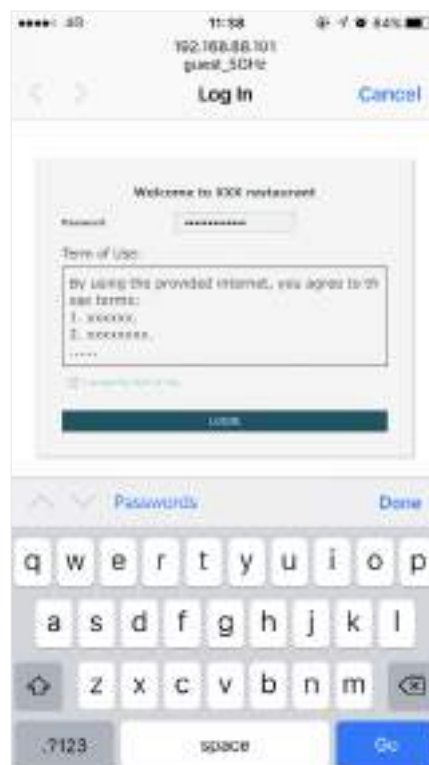 4G 11:58 84%
192.168.88.101
guest_5GHz
Log In Cancel
Welcome to XXX restaurant
Password ••••••••••••
Term of Use:
By using the provided internet, you agree to th
ese terms:
1. xxxxxx.
2. xxxxxxxx.
.....
LOGIN
Passwords Done
q w e r t y u i o p
a s d f g h j k l
z x c v b n m
.?123 space Go